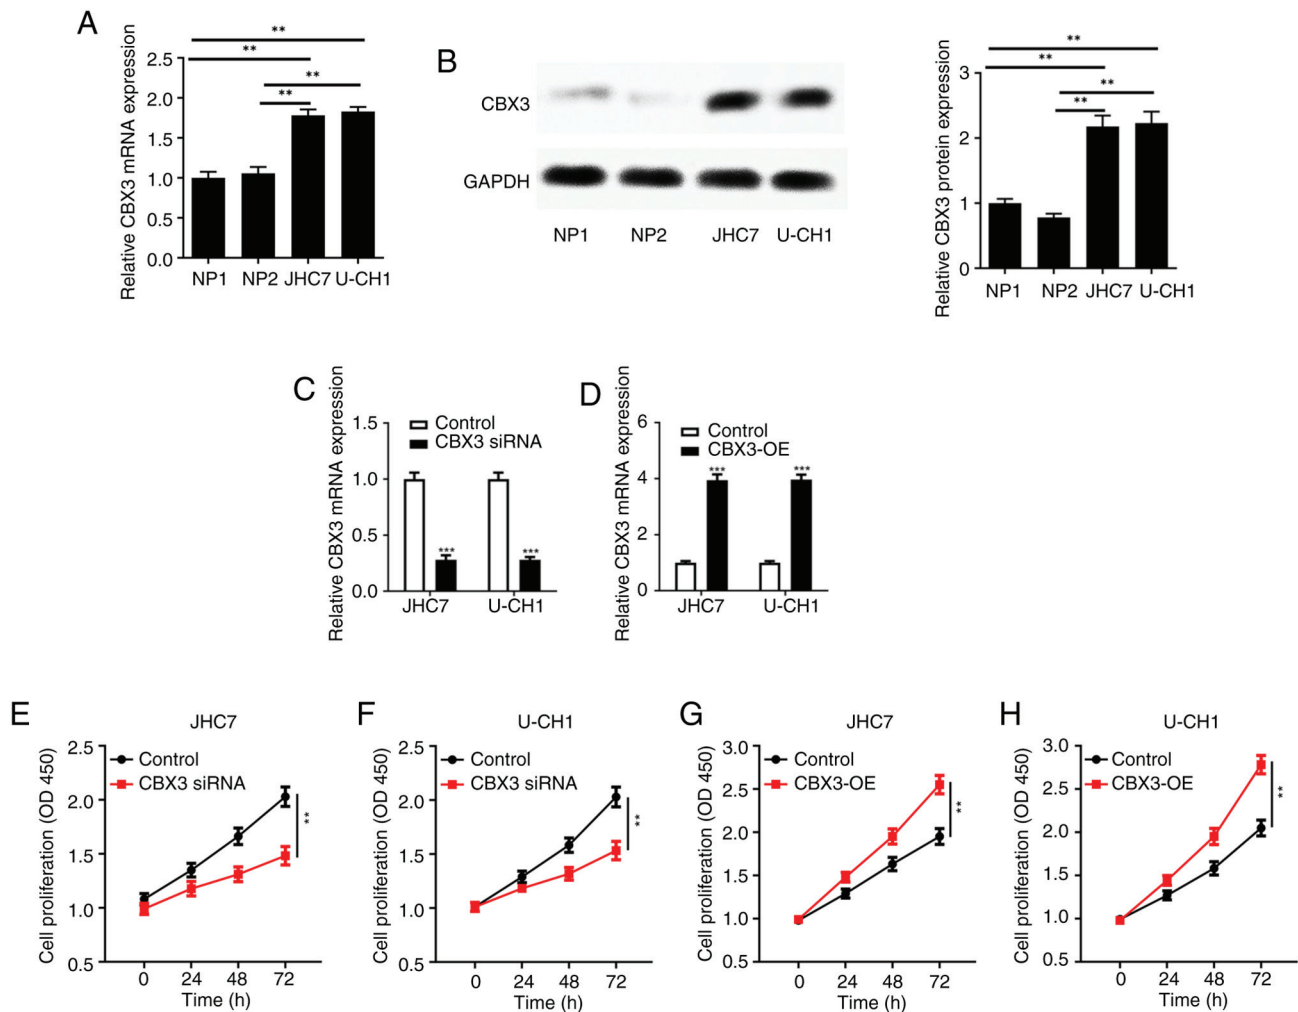 A
Relative CBX3 mRNA expression
2.5
2.0
1.5
1.0
0.5
0.0
**
**
**
**
NP1 NP2 JHC7 U-CH1
B
CBX3
GAPDH
NP1 NP2 JHC7 U-CH1
Relative CBX3 protein expression
3
2
1
0
**
**
**
**
NP1 NP2 JHC7 U-CH1
C
Relative CBX3 mRNA expression
1.5
1.0
0.5
0.0
Control
CBX3 siRNA
*** ***
JHC7 U-CH1
D
Relative CBX3 mRNA expression
6
4
2
0
Control
CBX3-OE
*** ***
JHC7 U-CH1
E
JHC7
Cell proliferation (OD 450)
2.5
2.0
1.5
1.0
0.5
Control
CBX3 siRNA
**
0 24 48 72
Time (h)
F
U-CH1
Cell proliferation (OD 450)
2.5
2.0
1.5
1.0
0.5
Control
CBX3 siRNA
**
0 24 48 72
Time (h)
G
JHC7
Cell proliferation (OD 450)
3.0
2.5
2.0
1.5
1.0
0.5
Control
CBX3-OE
**
0 24 48 72
Time (h)
H
U-CH1
Cell proliferation (OD 450)
3.0
2.5
2.0
1.5
1.0
0.5
Control
CBX3-OE
**
0 24 48 72
Time (h)